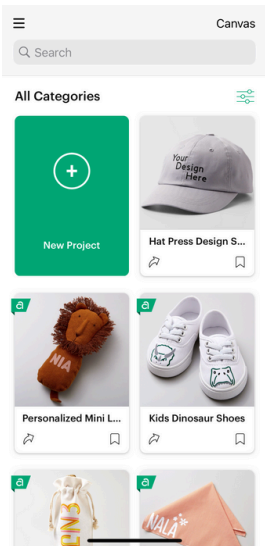 Canvas
Search
All Categories
New Project
Your
Design
Here
Hat Press Design S...
a
a
NIA
Personalized Mini L...
Kids Dinosaur Shoes
a
a
NALA